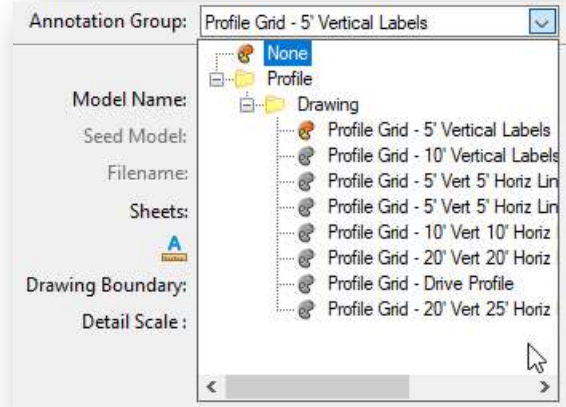 Annotation Group: Profile Grid - 5' Vertical Labels
None
Profile
Model Name:
Drawing
Seed Model:
Profile Grid - 5' Vertical Labels
Profile Grid - 10' Vertical Labels
Filename:
Profile Grid - 5' Vert 5' Horiz Lin
Sheets:
Profile Grid - 5' Vert 5' Horiz Lin
Profile Grid - 10' Vert 10' Horiz
A
Profile Grid - 20' Vert 20' Horiz
Drawing Boundary:
Profile Grid - Drive Profile
Profile Grid - 20' Vert 25' Horiz
Detail Scale :